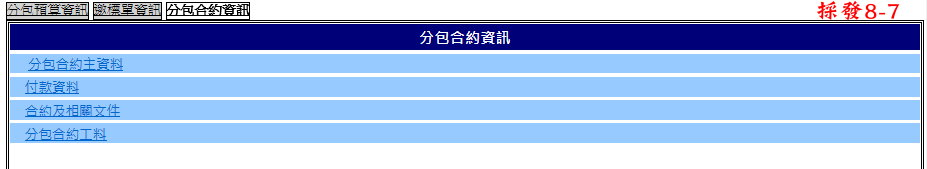 分包預算資訊 邀標單資訊 分包合約資訊 採發8-7
分包合約資訊
分包合約主資料
付款資料
合約及相關文件
分包合約工料